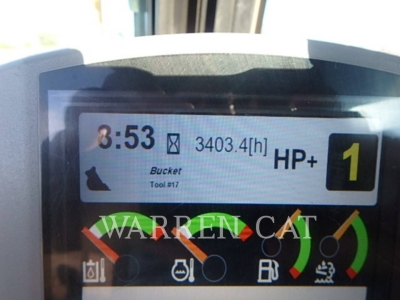 8:53 3403.4[h] HP+ 1
Bucket
Tool #17
WARREN CAT